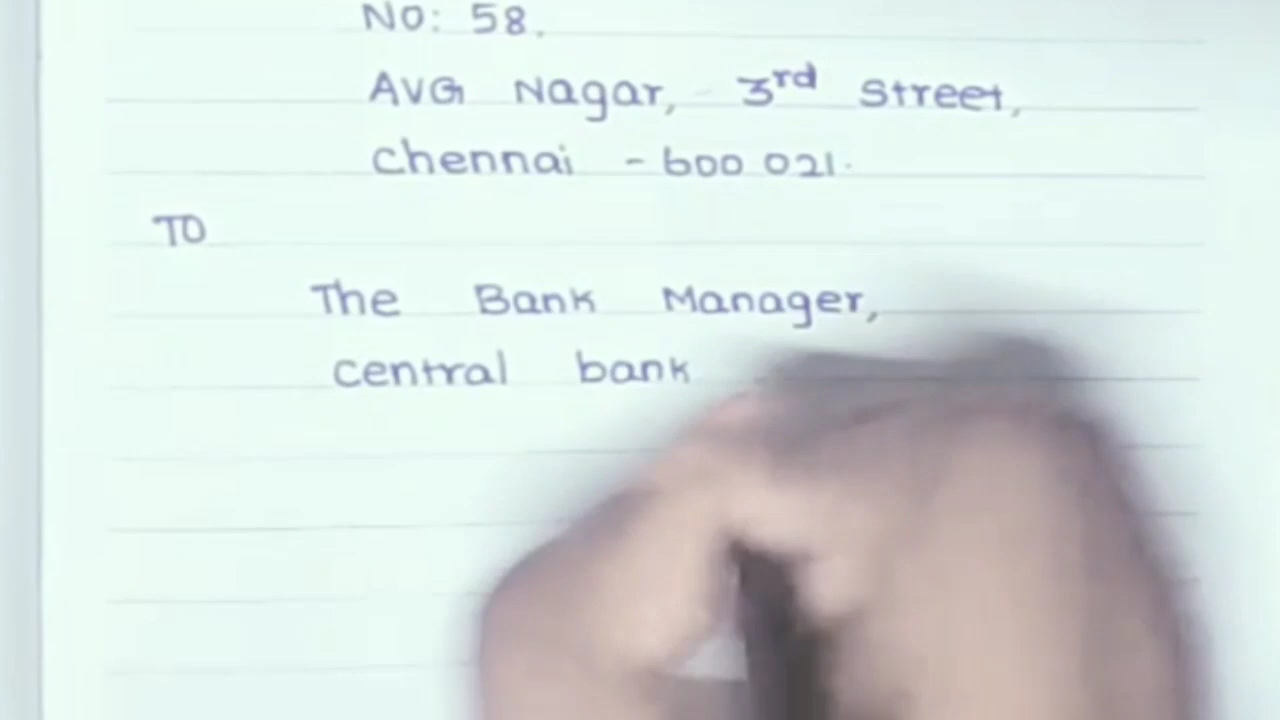 No: 58.
AVG Nagar, 3rd Street,
Chennai - 600 021.
TO
The Bank Manager,
central bank